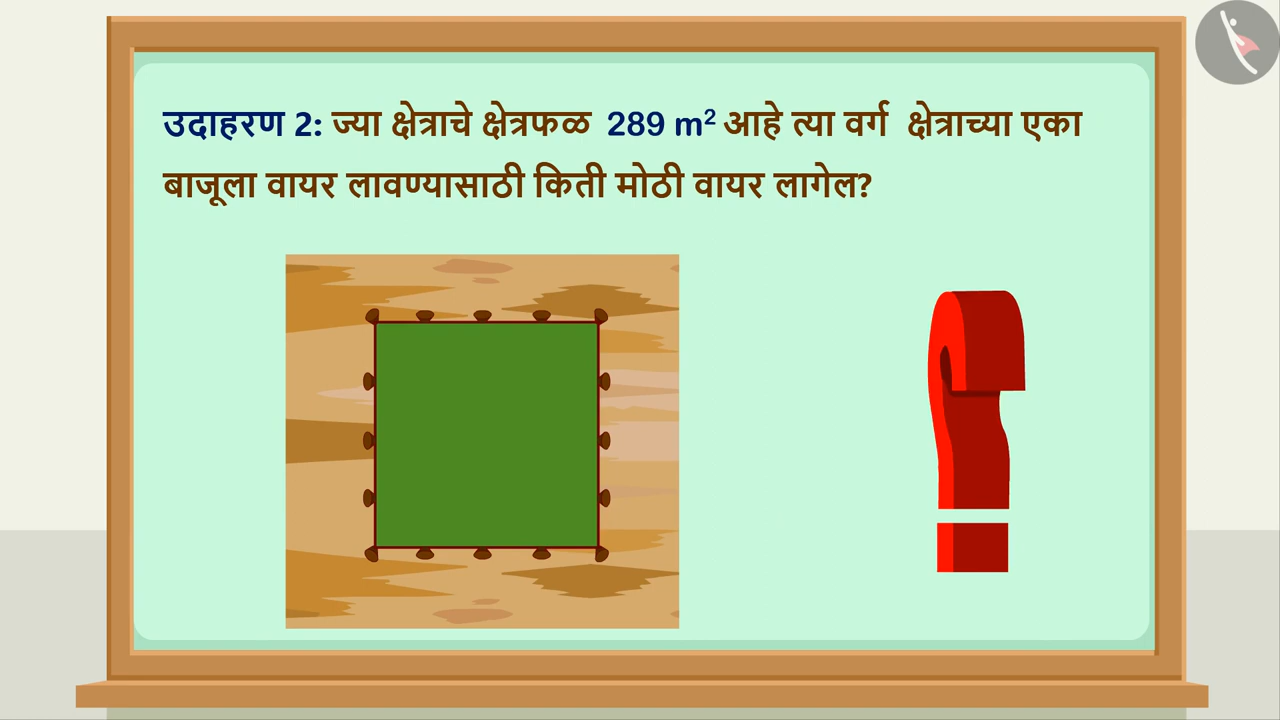 उदाहरण 2: ज्या क्षेत्राचे क्षेत्रफळ 289 m² आहे त्या वर्ग क्षेत्राच्या एका
बाजूला वायर लावण्यासाठी किती मोठी वायर लागेल?